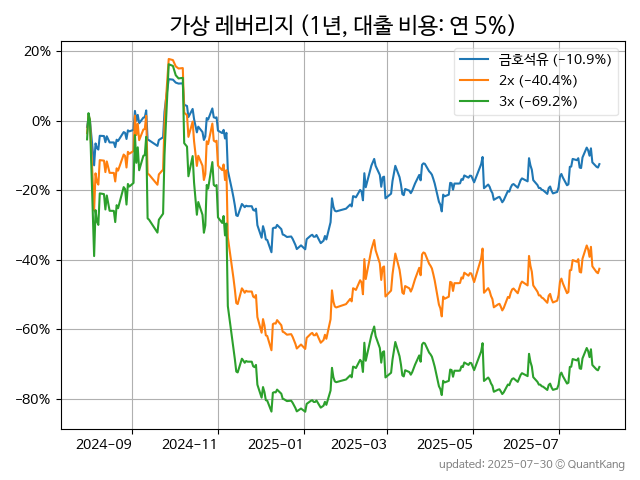 가상 레버리지 (1년, 대출 비용: 연 5%)
금호석유 (−10.9%)
2x (−40.4%)
3x (−69.2%)
20%
0%
−20%
−40%
−60%
−80%
2024-09
2024-11
2025-01
2025-03
2025-05
2025-07
updated: 2025-07-30 © QuantKang